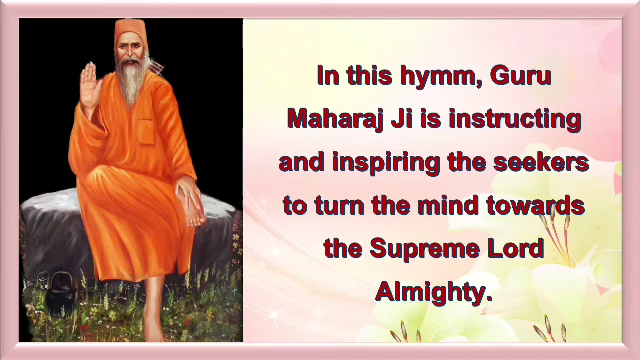 In this hymm, Guru
Maharaj Ji is instructing
and inspiring the seekers
to turn the mind towards
the Supreme Lord
Almighty.